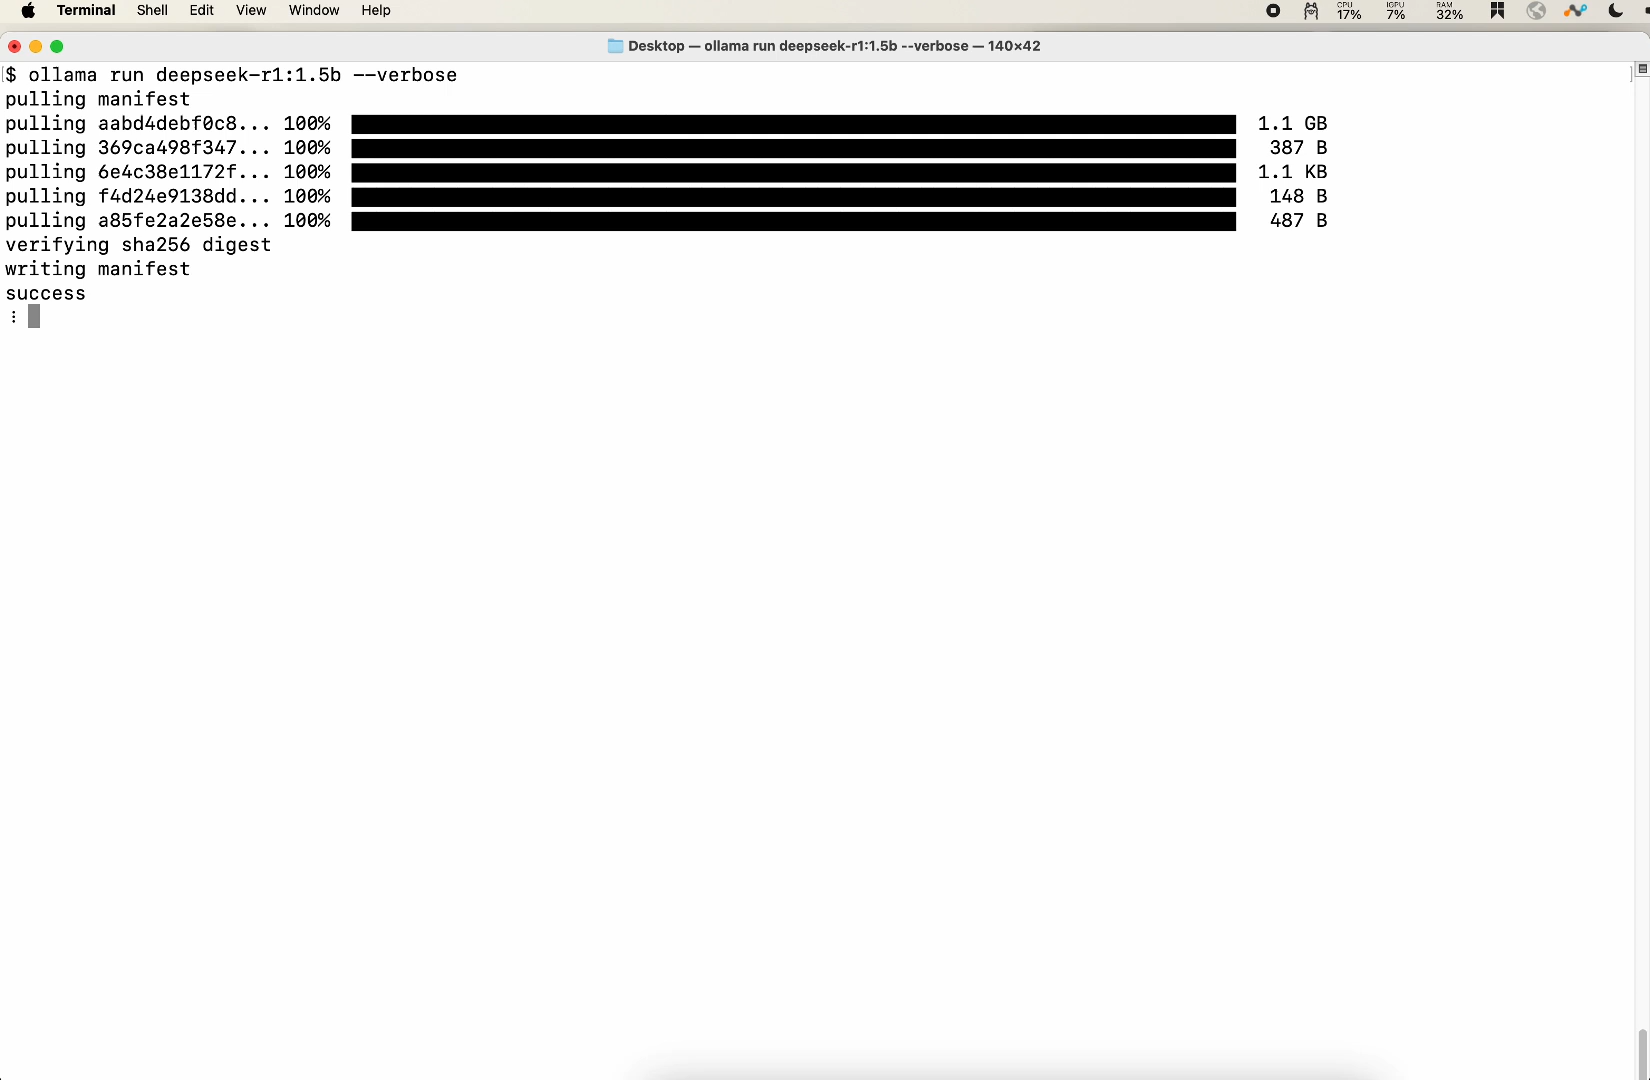 Terminal Shell Edit View Window Help CPU 17% IGPU 7% RAM 32%
Desktop — ollama run deepseek-r1:1.5b --verbose — 140×42
[$ ollama run deepseek-r1:1.5b --verbose ]
pulling manifest
pulling aabd4debf0c8... 100% 1.1 GB
pulling 369ca498f347... 100% 387 B
pulling 6e4c38e1172f... 100% 1.1 KB
pulling f4d24e9138dd... 100% 148 B
pulling a85fe2a2e58e... 100% 487 B
verifying sha256 digest
writing manifest
success